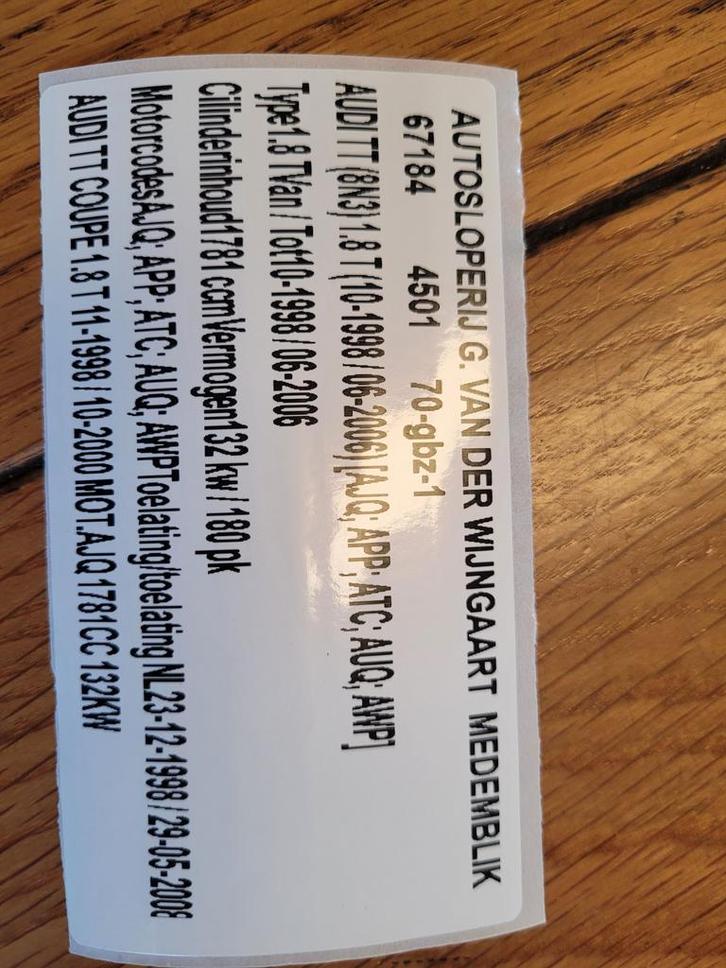 AUTOSLOPERIJ G. VAN DER WIJNGAART MEDEMBLIK
67184 4501 70-gbz-1
AUDI TT (8N3) 1.8 T (10-1998 / 06-2006) [AJQ; APP; ATC; AUQ; AWP]
Type1.8 TVan / Tot10-1998 / 06-2006
Cilinderinhoud1781 ccmVermogen132 kw / 180 pk
MotorcodesAJQ; APP; ATC; AUQ; AWPToelating/toelating NL23-12-1998 / 29-05-2008
AUDI TT COUPE 1.8 T 11-1998 / 10-2000 MOT.AJQ 1781CC 132KW